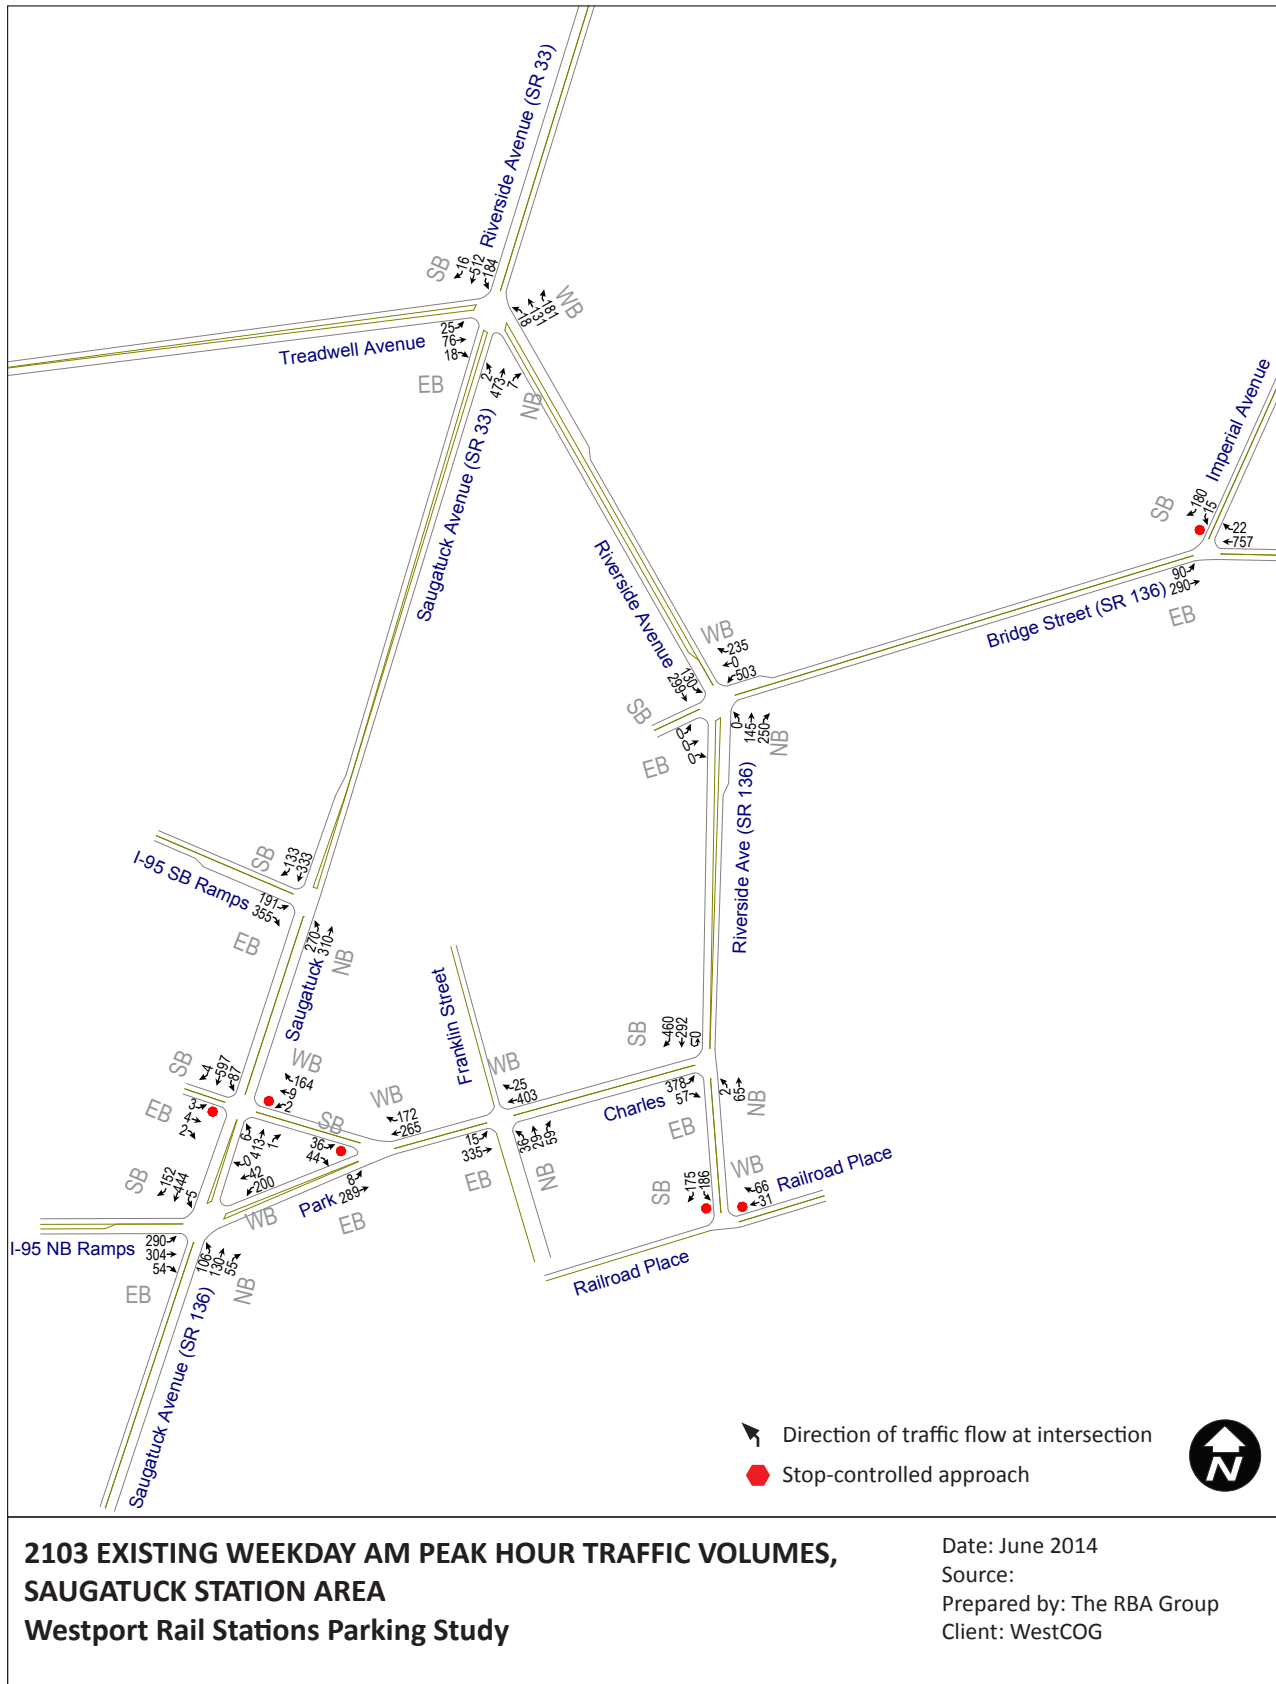 Riverside Avenue (SR 33)
SB
16
512
184
WB
18
131
181
Treadwell Avenue
25
76
18
EB
2
473
7
NB
Saugatuck Avenue (SR 33)
Imperial Avenue
SB
180
15
22
757
90
290
EB
Bridge Street (SR 136)
Riverside Avenue
WB
235
0
503
130
299
SB
0
0
0
EB
0
145
250
NB
Riverside Ave (SR 136)
I-95 SB Ramps
SB
133
333
191
355
EB
270
310
NB
Saugatuck
Franklin Street
SB
460
292
0
SB
4
597
87
WB
164
9
2
EB
3
4
2
6
413
1
SB
36
44
WB
172
265
WB
25
403
Charles
378
57
EB
2
65
NB
15
335
EB
36
29
59
NB
SB
152
444
5
0
42
200
WB
Park
8
289
EB
SB
175
186
WB
66
31
Railroad Place
Railroad Place
I-95 NB Ramps
290
304
54
EB
106
130
55
NB
Saugatuck Avenue (SR 136)
Direction of traffic flow at intersection
Stop-controlled approach
N
2103 EXISTING WEEKDAY AM PEAK HOUR TRAFFIC VOLUMES,
SAUGATUCK STATION AREA
Westport Rail Stations Parking Study
Date: June 2014
Source:
Prepared by: The RBA Group
Client: WestCOG